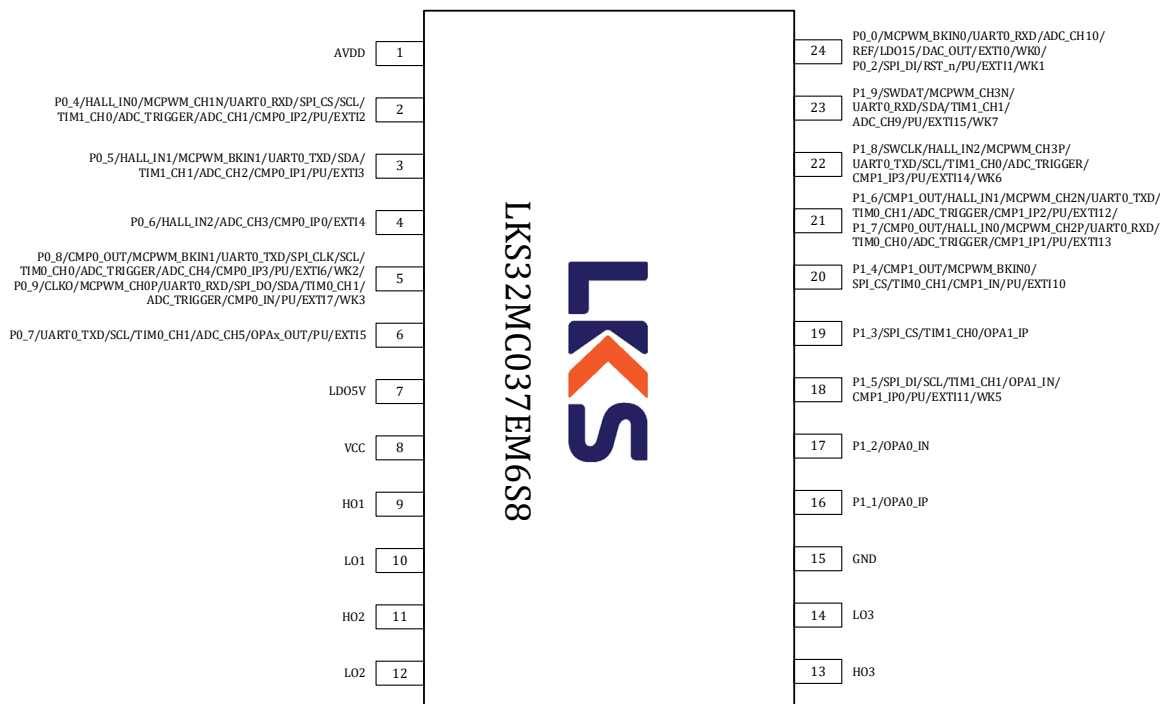 AVDD
1
P0_4/HALL_IN0/MCPWM_CH1N/UART0_RXD/SPI_CS/SCL/
TIM1_CH0/ADC_TRIGGER/ADC_CH1/CMP0_IP2/PU/EXTI2
2
P0_5/HALL_IN1/MCPWM_BKIN1/UART0_TXD/SDA/
TIM1_CH1/ADC_CH2/CMP0_IP1/PU/EXTI3
3
P0_6/HALL_IN2/ADC_CH3/CMP0_IP0/EXTI4
4
P0_8/CMP0_OUT/MCPWM_BKIN1/UART0_TXD/SPI_CLK/SCL/
TIM0_CH0/ADC_TRIGGER/ADC_CH4/CMP0_IP3/PU/EXTI6/WK2/
P0_9/CLKO/MCPWM_CH0P/UART0_RXD/SPI_DO/SDA/TIM0_CH1/
ADC_TRIGGER/CMP0_IN/PU/EXTI7/WK3
5
P0_7/UART0_TXD/SCL/TIM0_CH1/ADC_CH5/OPAx_OUT/PU/EXTI5
6
LDO5V
7
VCC
8
HO1
9
LO1
10
HO2
11
LO2
12
LKS32MC037EM6S8
LKS
24
P0_0/MCPWM_BKIN0/UART0_RXD/ADC_CH10/
REF/LDO15/DAC_OUT/EXTI0/WK0/
P0_2/SPI_DI/RST_n/PU/EXTI1/WK1
23
P1_9/SWDAT/MCPWM_CH3N/
UART0_RXD/SDA/TIM1_CH1/
ADC_CH9/PU/EXTI15/WK7
22
P1_8/SWCLK/HALL_IN2/MCPWM_CH3P/
UART0_TXD/SCL/TIM1_CH0/ADC_TRIGGER/
CMP1_IP3/PU/EXTI14/WK6
21
P1_6/CMP1_OUT/HALL_IN1/MCPWM_CH2N/UART0_TXD/
TIM0_CH1/ADC_TRIGGER/CMP1_IP2/PU/EXTI12/
P1_7/CMP0_OUT/HALL_IN0/MCPWM_CH2P/UART0_RXD/
TIM0_CH0/ADC_TRIGGER/CMP1_IP1/PU/EXTI13
20
P1_4/CMP1_OUT/MCPWM_BKIN0/
SPI_CS/TIM0_CH1/CMP1_IN/PU/EXTI10
19
P1_3/SPI_CS/TIM1_CH0/OPA1_IP
18
P1_5/SPI_DI/SCL/TIM1_CH1/OPA1_IN/
CMP1_IP0/PU/EXTI11/WK5
17
P1_2/OPA0_IN
16
P1_1/OPA0_IP
15
GND
14
LO3
13
HO3